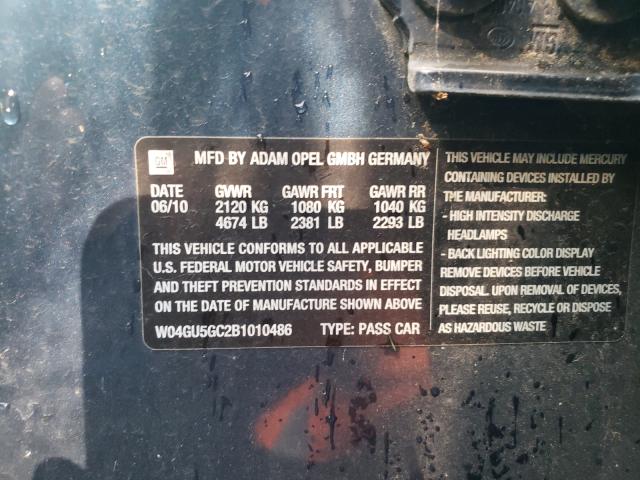 GM
MFD BY ADAM OPEL GMBH GERMANY
DATE GVWR GAWR FRT GAWR RR
06/10 2120 KG 1080 KG 1040 KG
4674 LB 2381 LB 2293 LB
THIS VEHICLE CONFORMS TO ALL APPLICABLE
U.S. FEDERAL MOTOR VEHICLE SAFETY, BUMPER
AND THEFT PREVENTION STANDARDS IN EFFECT
ON THE DATE OF MANUFACTURE SHOWN ABOVE
W04GU5GC2B1010486 TYPE: PASS CAR
THIS VEHICLE MAY INCLUDE MERCURY
CONTAINING DEVICES INSTALLED BY
THE MANUFACTURER:
- HIGH INTENSITY DISCHARGE
HEADLAMPS
- BACK LIGHTING COLOR DISPLAY
REMOVE DEVICES BEFORE VEHICLE
DISPOSAL. UPON REMOVAL OF DEVICES,
PLEASE REUSE, RECYCLE OR DISPOSE
AS HAZARDOUS WASTE